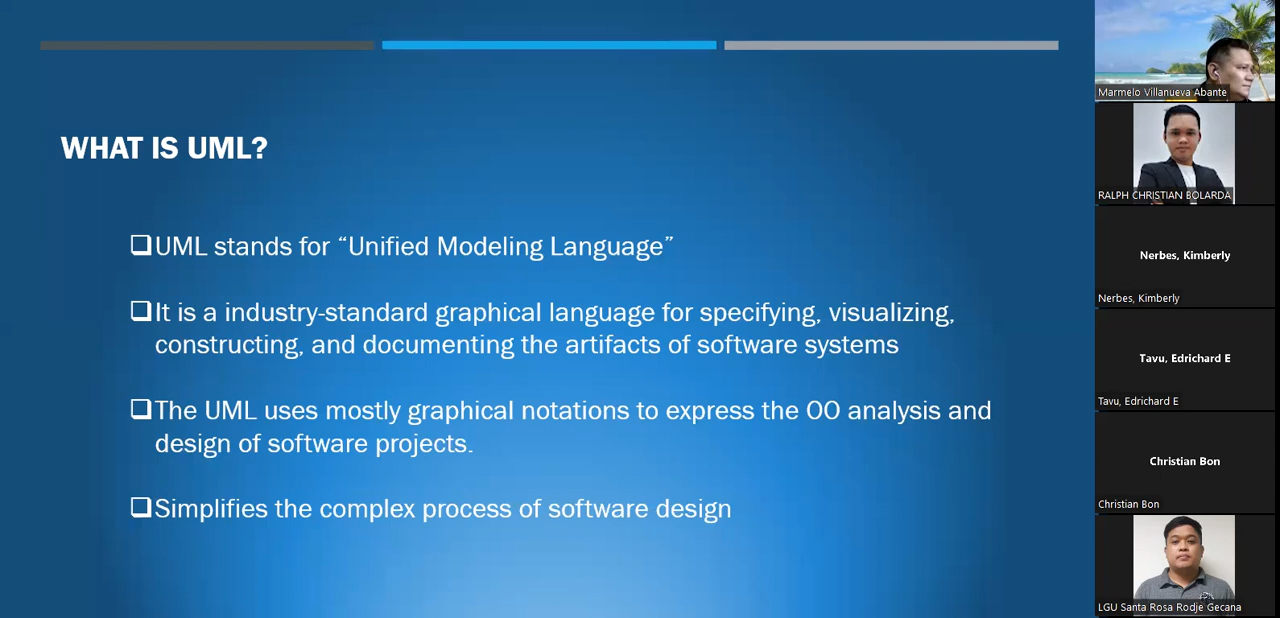 WHAT IS UML?
❑UML stands for “Unified Modeling Language”
❑It is a industry-standard graphical language for specifying, visualizing,
constructing, and documenting the artifacts of software systems
❑The UML uses mostly graphical notations to express the OO analysis and
design of software projects.
❑Simplifies the complex process of software design
Marmelo Villanueva Abante
RALPH CHRISTIAN BOLARDA
Nerbes, Kimberly
Nerbes, Kimberly
Tavu, Edrichard E
Tavu, Edrichard E
Christian Bon
Christian Bon
LGU Santa Rosa Rodje Gecana